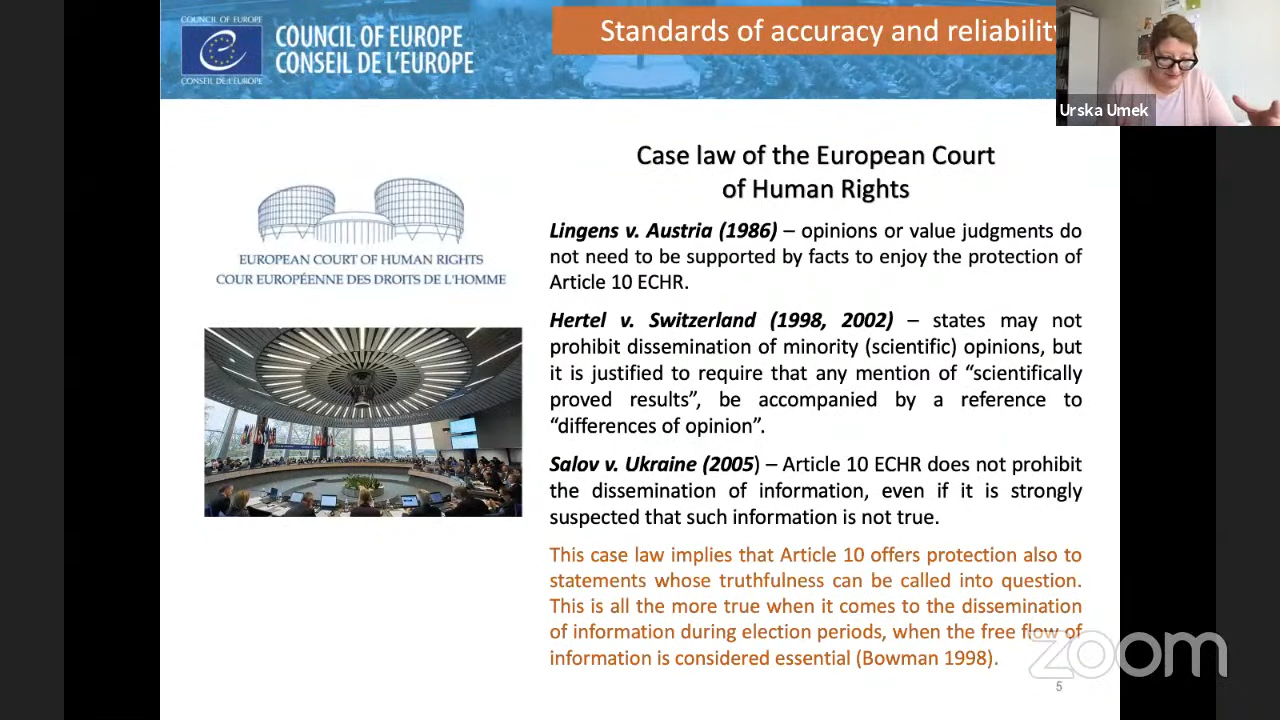 COUNCIL OF EUROPE
CONSEIL DE L'EUROPE
COUNCIL OF EUROPE
CONSEIL DE L'EUROPE
Standards of accuracy and reliability
Urska Umek
Case law of the European Court
of Human Rights
EUROPEAN COURT OF HUMAN RIGHTS
COUR EUROPÉENNE DES DROITS DE L'HOMME
Lingens v. Austria (1986) – opinions or value judgments do
not need to be supported by facts to enjoy the protection of
Article 10 ECHR.
Hertel v. Switzerland (1998, 2002) – states may not
prohibit dissemination of minority (scientific) opinions, but
it is justified to require that any mention of “scientifically
proved results”, be accompanied by a reference to
“differences of opinion”.
Salov v. Ukraine (2005) – Article 10 ECHR does not prohibit
the dissemination of information, even if it is strongly
suspected that such information is not true.
This case law implies that Article 10 offers protection also to
statements whose truthfulness can be called into question.
This is all the more true when it comes to the dissemination
of information during election periods, when the free flow of
information is considered essential (Bowman 1998).
zoom
5